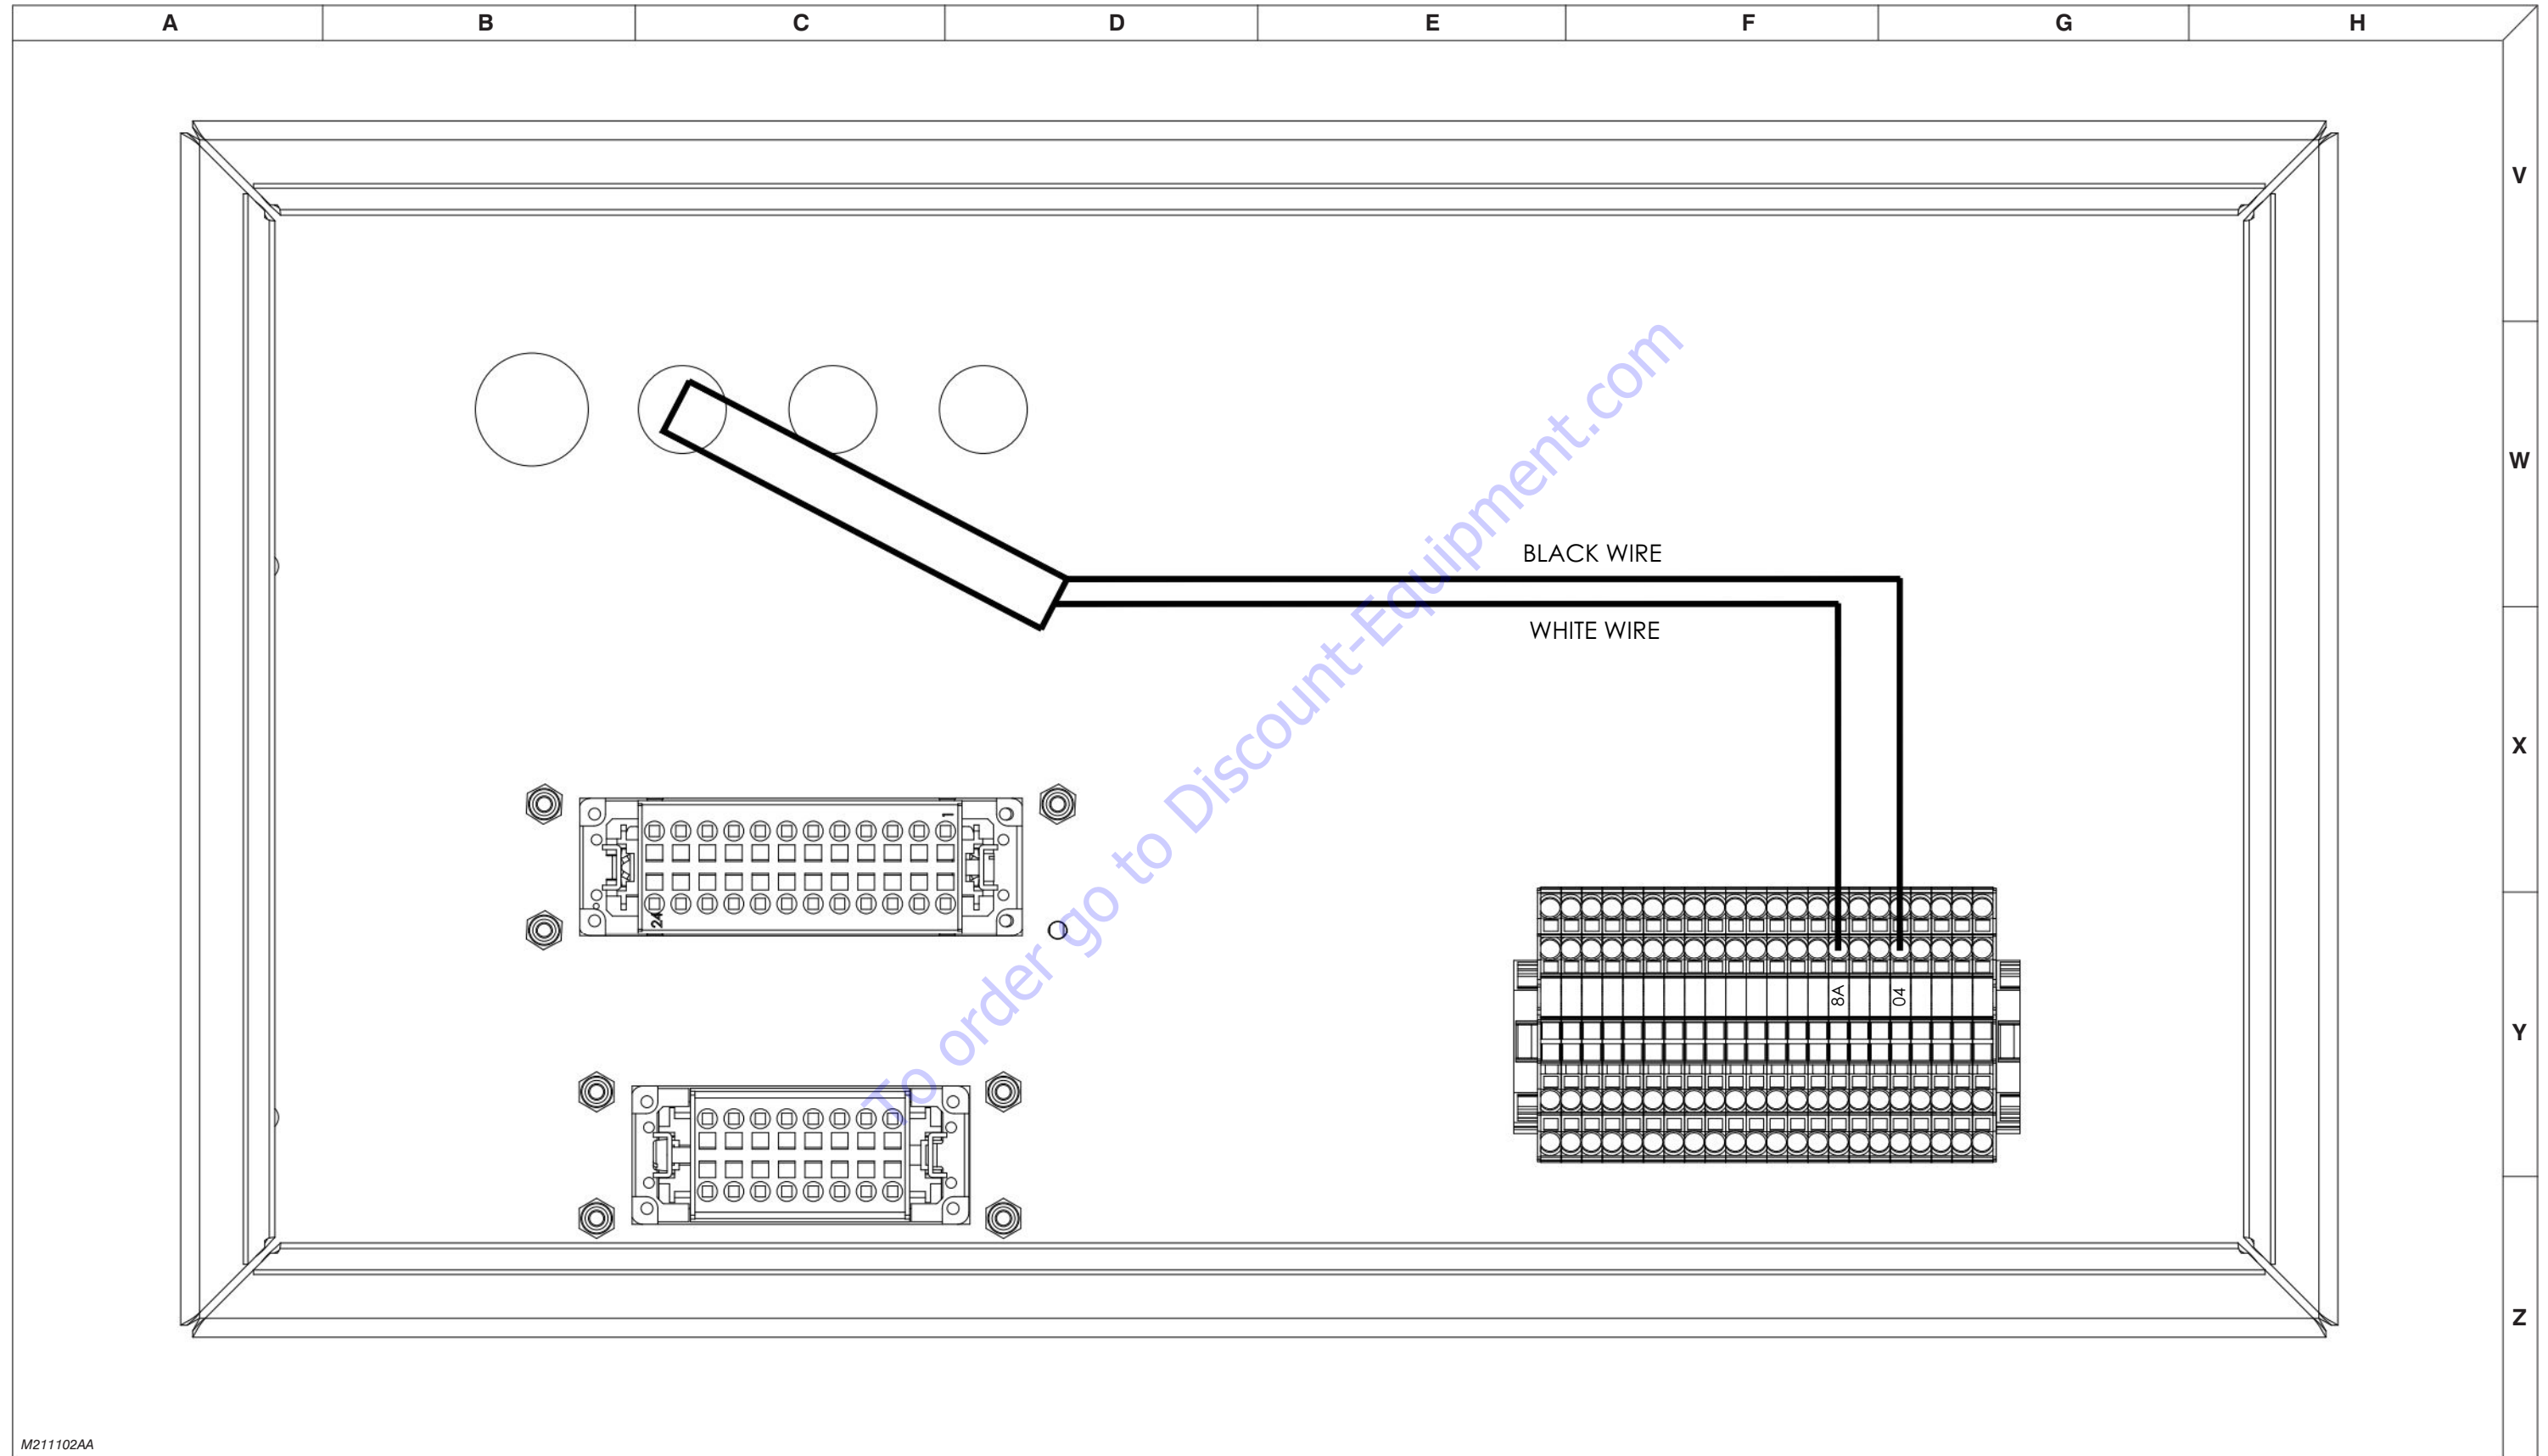 A B C D E F G H
V
W
BLACK WIRE
WHITE WIRE
X
1
24
8A 04
Y
Z
To order go to Discount-Equipment.com
M211102AA